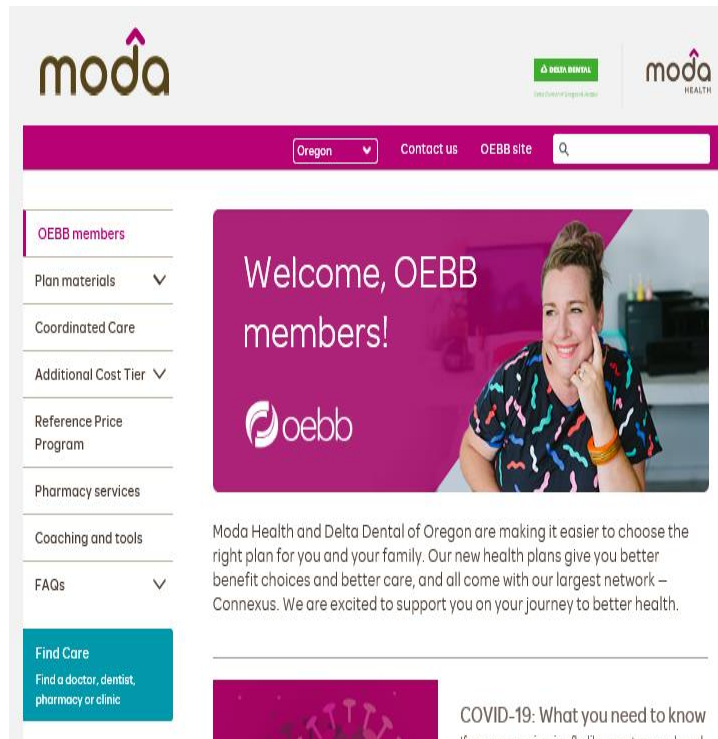 moda
DELTA DENTAL
moda
HEALTH
Oregon
Contact us
OEBB site
OEBB members
Plan materials
Coordinated Care
Additional Cost Tier
Reference Price
Program
Pharmacy services
Coaching and tools
FAQs
Find Care
Find a doctor, dentist,
pharmacy or clinic
Welcome, OEBB
members!
oebb
Moda Health and Delta Dental of Oregon are making it easier to choose the
right plan for you and your family. Our new health plans give you better
benefit choices and better care, and all come with our largest network –
Connexus. We are excited to support you on your journey to better health.
COVID-19: What you need to know